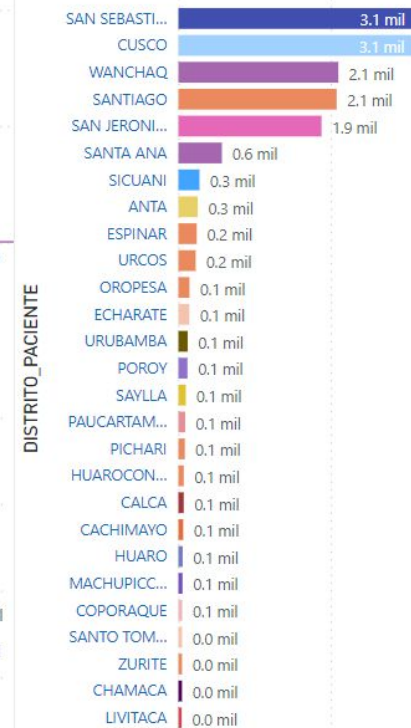 SAN SEBASTI... 3.1 mil
CUSCO 3.1 mil
WANCHAQ 2.1 mil
SANTIAGO 2.1 mil
SAN JERONI... 1.9 mil
SANTA ANA 0.6 mil
SICUANI 0.3 mil
ANTA 0.3 mil
ESPINAR 0.2 mil
URCOS 0.2 mil
OROPESA 0.1 mil
ECHARATE 0.1 mil
URUBAMBA 0.1 mil
POROY 0.1 mil
SAYLLA 0.1 mil
PAUCARTAM... 0.1 mil
PICHARI 0.1 mil
HUAROCON... 0.1 mil
CALCA 0.1 mil
CACHIMAYO 0.1 mil
HUARO 0.1 mil
MACHUPICC... 0.1 mil
COPORAQUE 0.1 mil
SANTO TOM... 0.0 mil
ZURITE 0.0 mil
CHAMACA 0.0 mil
LIVITACA 0.0 mil
DISTRITO_PACIENTE